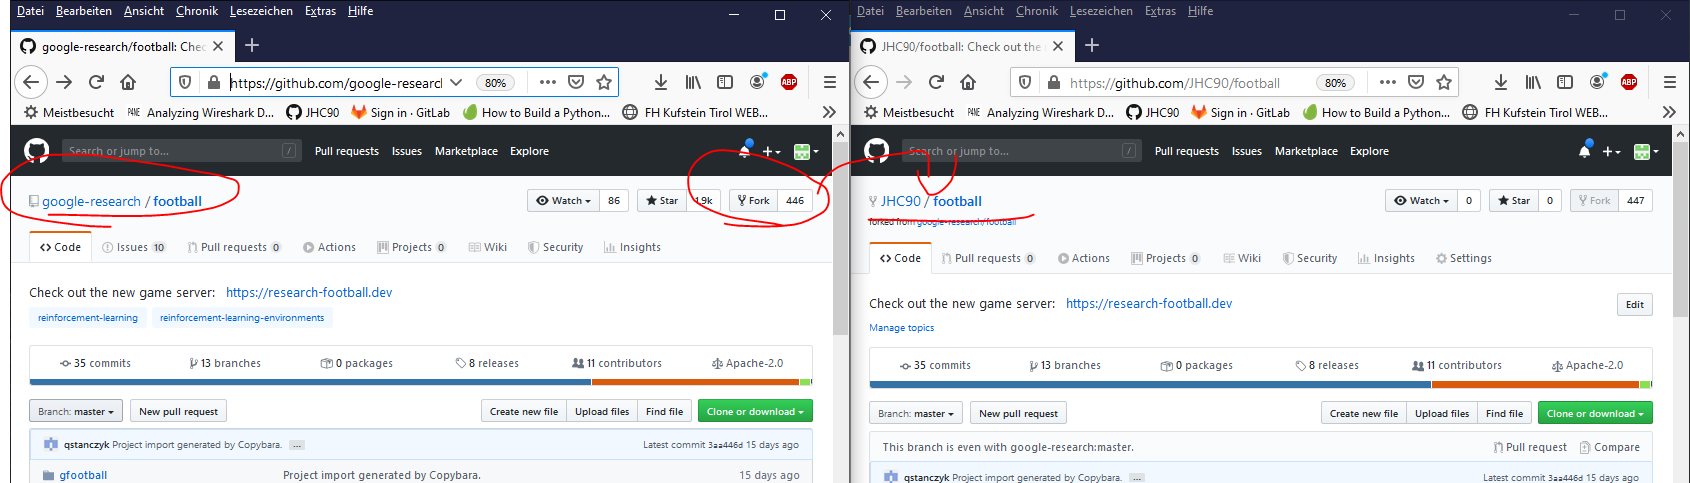 Datei Bearbeiten Ansicht Chronik Lesezeichen Extras Hilfe
google-research/football: Chec
https://github.com/google-research 80%
ABP
Meistbesucht PANE Analyzing Wireshark D... JHC90 Sign in · GitLab How to Build a Python... FH Kufstein Tirol WEB...
Search or jump to... / Pull requests Issues Marketplace Explore
google-research / football Watch 86 Star 1.9k Fork 446
Code Issues 10 Pull requests 0 Actions Projects 0 Wiki Security Insights
Check out the new game server: https://research-football.dev
reinforcement-learning reinforcement-learning-environments
35 commits 13 branches 0 packages 8 releases 11 contributors Apache-2.0
Branch: master New pull request Create new file Upload files Find file Clone or download
qstanczyk Project import generated by Copybara. ... Latest commit 3aa446d 15 days ago
gfootball Project import generated by Copybara. 15 days ago
Datei Bearbeiten Ansicht Chronik Lesezeichen Extras Hilfe
JHC90/football: Check out the
https://github.com/JHC90/football 80%
ABP
Meistbesucht PANE Analyzing Wireshark D... JHC90 Sign in · GitLab How to Build a Python... FH Kufstein Tirol WEB...
Search or jump to... / Pull requests Issues Marketplace Explore
JHC90 / football Watch 0 Star 0 Fork 447
forked from google-research/football
Code Pull requests 0 Actions Projects 0 Wiki Security Insights Settings
Check out the new game server: https://research-football.dev Edit
Manage topics
35 commits 13 branches 0 packages 8 releases 11 contributors Apache-2.0
Branch: master New pull request Create new file Upload files Find file Clone or download
This branch is even with google-research:master. Pull request Compare
qstanczyk Project import generated by Copybara. ... Latest commit 3aa446d 15 days ago